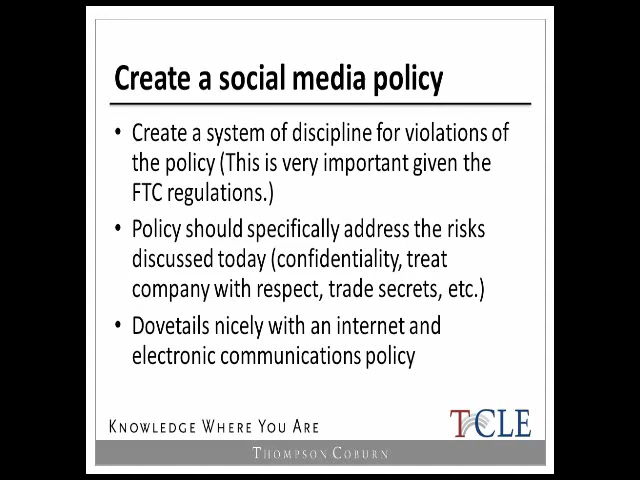 Create a social media policy
• Create a system of discipline for violations of
the policy (This is very important given the
FTC regulations.)
• Policy should specifically address the risks
discussed today (confidentiality, treat
company with respect, trade secrets, etc.)
• Dovetails nicely with an internet and
electronic communications policy
KNOWLEDGE WHERE YOU ARE
TCCLE
THOMPSON COBURN